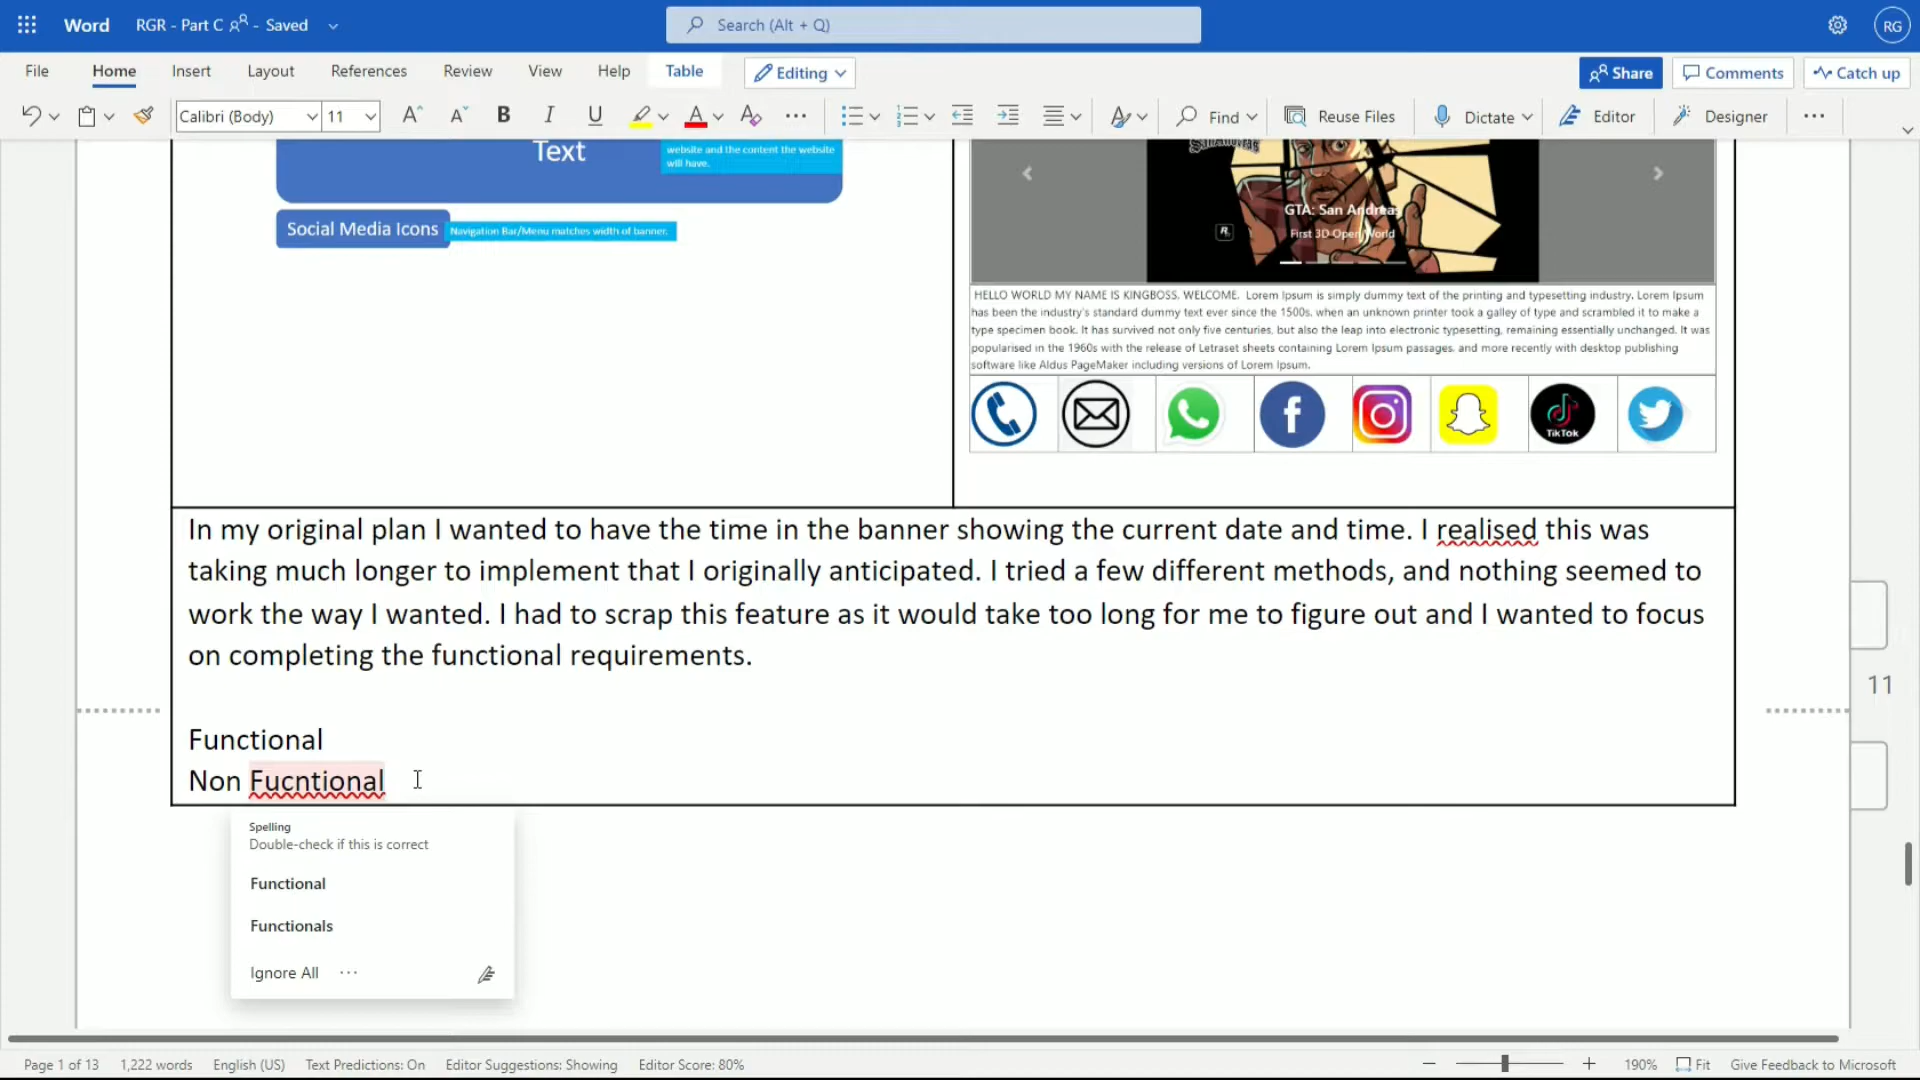 Word RGR - Part C - Saved Search (Alt + Q) RG
File Home Insert Layout References Review View Help Table Editing Share Comments Catch up
Calibri (Body) 11 A A B I U A A Find Reuse Files Dictate Editor Designer
Text
website and the content the website
will have.
Social Media Icons
Navigation Bar/Menu matches width of banner.
GTA: San Andreas
First 3D Open World
HELLO WORLD MY NAME IS KINGBOSS. WELCOME. Lorem Ipsum is simply dummy text of the printing and typesetting industry. Lorem Ipsum
has been the industry's standard dummy text ever since the 1500s, when an unknown printer took a galley of type and scrambled it to make a
type specimen book. It has survived not only five centuries, but also the leap into electronic typesetting, remaining essentially unchanged. It was
popularised in the 1960s with the release of Letraset sheets containing Lorem Ipsum passages, and more recently with desktop publishing
software like Aldus PageMaker including versions of Lorem Ipsum.
TikTok
In my original plan I wanted to have the time in the banner showing the current date and time. I realised this was
taking much longer to implement that I originally anticipated. I tried a few different methods, and nothing seemed to
work the way I wanted. I had to scrap this feature as it would take too long for me to figure out and I wanted to focus
on completing the functional requirements.
11
Functional
Non Fucntional
Spelling
Double-check if this is correct
Functional
Functionals
Ignore All
Page 1 of 13 1,222 words English (US) Text Predictions: On Editor Suggestions: Showing Editor Score: 80% 190% Fit Give Feedback to Microsoft